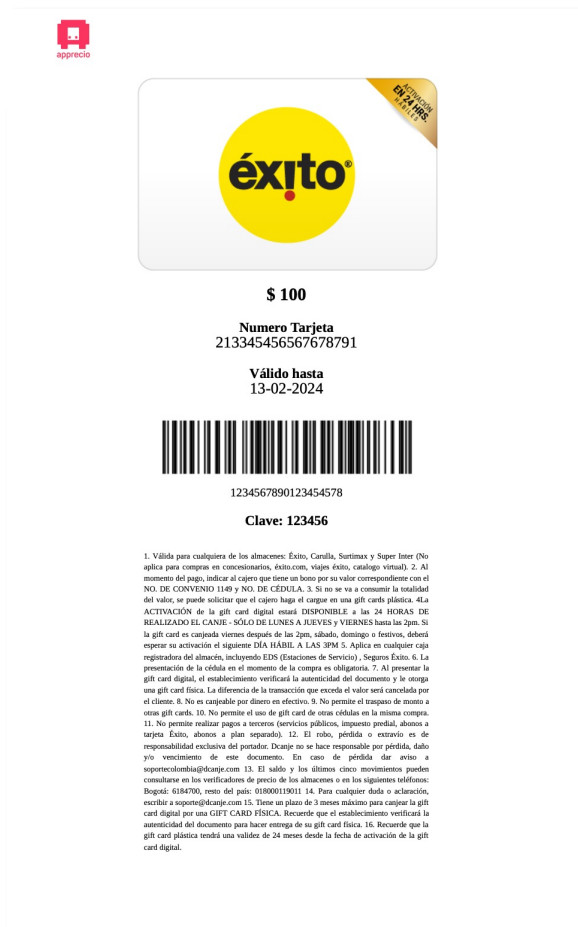 apprecio
ACTIVACIÓN
EN 24 HRS.
HÁBILES
éxito®
$ 100
Numero Tarjeta
213345456567678791
Válido hasta
13-02-2024
1234567890123454578
Clave: 123456
1. Válida para cualquiera de los almacenes: Éxito, Carulla, Surtimax y Super Inter (No
aplica para compras en concesionarios, éxito.com, viajes éxito, catalogo virtual). 2. Al
momento del pago, indicar al cajero que tiene un bono por su valor correspondiente con el
NO. DE CONVENIO 1149 y NO. DE CÉDULA. 3. Si no se va a consumir la totalidad
del valor, se puede solicitar que el cajero haga el cargue en una gift cards plástica. 4La
ACTIVACIÓN de la gift card digital estará DISPONIBLE a las 24 HORAS DE
REALIZADO EL CANJE - SÓLO DE LUNES A JUEVES y VIERNES hasta las 2pm. Si
la gift card es canjeada viernes después de las 2pm, sábado, domingo o festivos, deberá
esperar su activación el siguiente DÍA HÁBIL A LAS 3PM 5. Aplica en cualquier caja
registradora del almacén, incluyendo EDS (Estaciones de Servicio) , Seguros Éxito. 6. La
presentación de la cédula en el momento de la compra es obligatoria. 7. Al presentar la
gift card digital, el establecimiento verificará la autenticidad del documento y le otorga
una gift card física. La diferencia de la transacción que exceda el valor será cancelada por
el cliente. 8. No es canjeable por dinero en efectivo. 9. No permite el traspaso de monto a
otras gift cards. 10. No permite el uso de gift card de otras cédulas en la misma compra.
11. No permite realizar pagos a terceros (servicios públicos, impuesto predial, abonos a
tarjeta Éxito, abonos a plan separado). 12. El robo, pérdida o extravío es de
responsabilidad exclusiva del portador. Dcanje no se hace responsable por pérdida, daño
y/o vencimiento de este documento. En caso de pérdida dar aviso a
soportecolombia@dcanje.com 13. El saldo y los últimos cinco movimientos pueden
consultarse en los verificadores de precio de los almacenes o en los siguientes teléfonos:
Bogotá: 6184700, resto del país: 018000119011 14. Para cualquier duda o aclaración,
escribir a soporte@dcanje.com 15. Tiene un plazo de 3 meses máximo para canjear la gift
card digital por una GIFT CARD FÍSICA. Recuerde que el establecimiento verificará la
autenticidad del documento para hacer entrega de su gift card física. 16. Recuerde que la
gift card plástica tendrá una validez de 24 meses desde la fecha de activación de la gift
card digital.